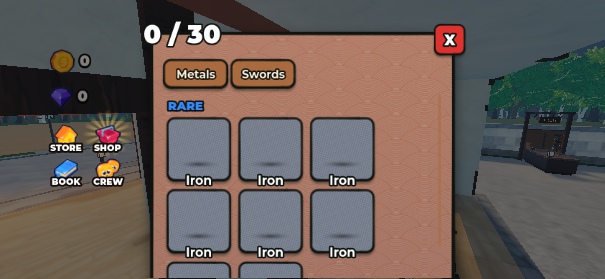 0 / 30
X
Metals Swords
0
0
RARE
STORE SHOP
BOOK CREW
Iron Iron Iron
Iron Iron Iron